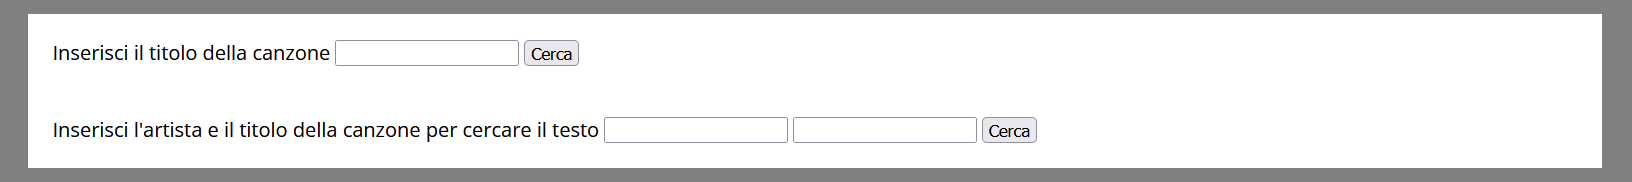 Inserisci il titolo della canzone Cerca
Inserisci l'artista e il titolo della canzone per cercare il testo Cerca